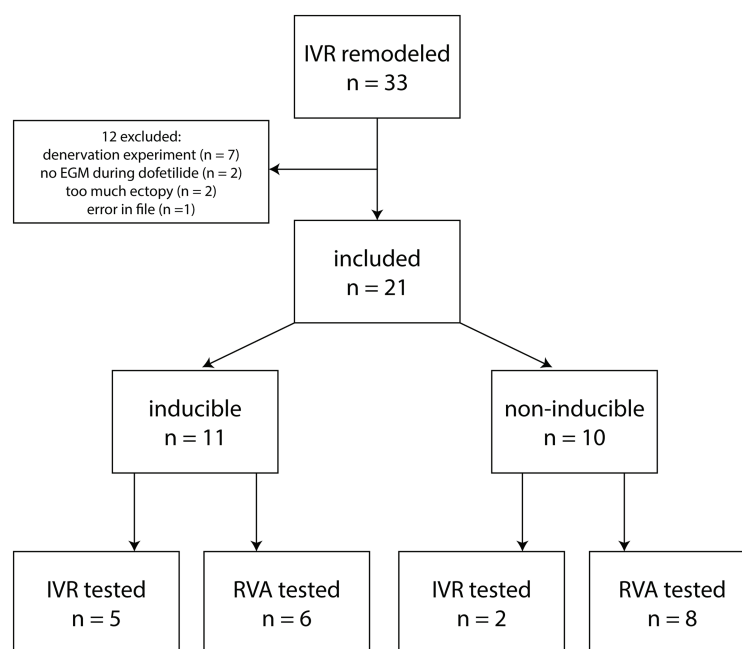 IVR remodeled
n = 33
12 excluded:
denervation experiment (n = 7)
no EGM during dofetilide (n = 2)
too much ectopy (n = 2)
error in file (n =1)
included
n = 21
inducible
n = 11
non-inducible
n = 10
IVR tested
n = 5
RVA tested
n = 6
IVR tested
n = 2
RVA tested
n = 8